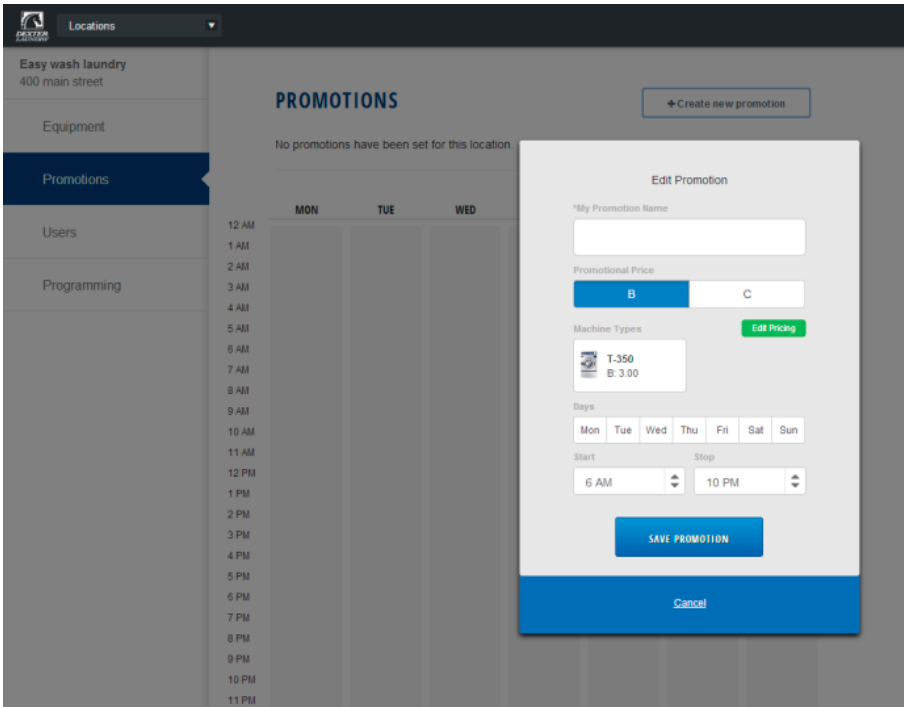 DEXTER
LAUNDRY
Locations
Easy wash laundry
400 main street
Equipment
Promotions
Users
Programming
PROMOTIONS
+Create new promotion
No promotions have been set for this location.
MON TUE WED
12 AM
1 AM
2 AM
3 AM
4 AM
5 AM
6 AM
7 AM
8 AM
9 AM
10 AM
11 AM
12 PM
1 PM
2 PM
3 PM
4 PM
5 PM
6 PM
7 PM
8 PM
9 PM
10 PM
11 PM
Edit Promotion
*My Promotion Name
Promotional Price
B C
Machine Types Edit Pricing
T-350
B: 3.00
Days
Mon Tue Wed Thu Fri Sat Sun
Start Stop
6 AM 10 PM
SAVE PROMOTION
Cancel